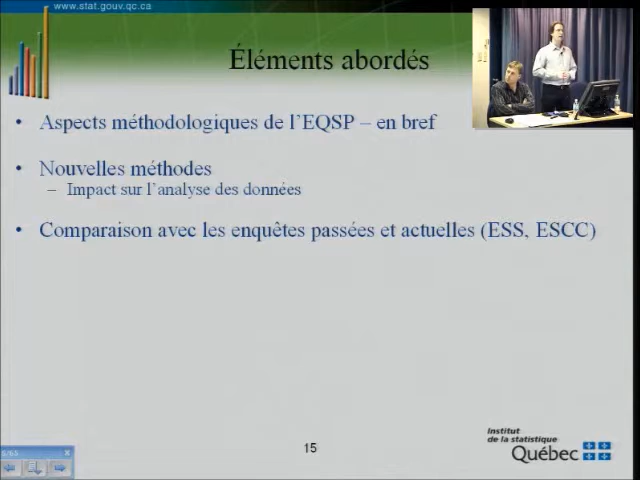 www.stat.gouv.qc.ca
Éléments abordés
• Aspects méthodologiques de l'EQSP – en bref
• Nouvelles méthodes
– Impact sur l'analyse des données
• Comparaison avec les enquêtes passées et actuelles (ESS, ESCC)
15
Institut
de la statistique
Québec